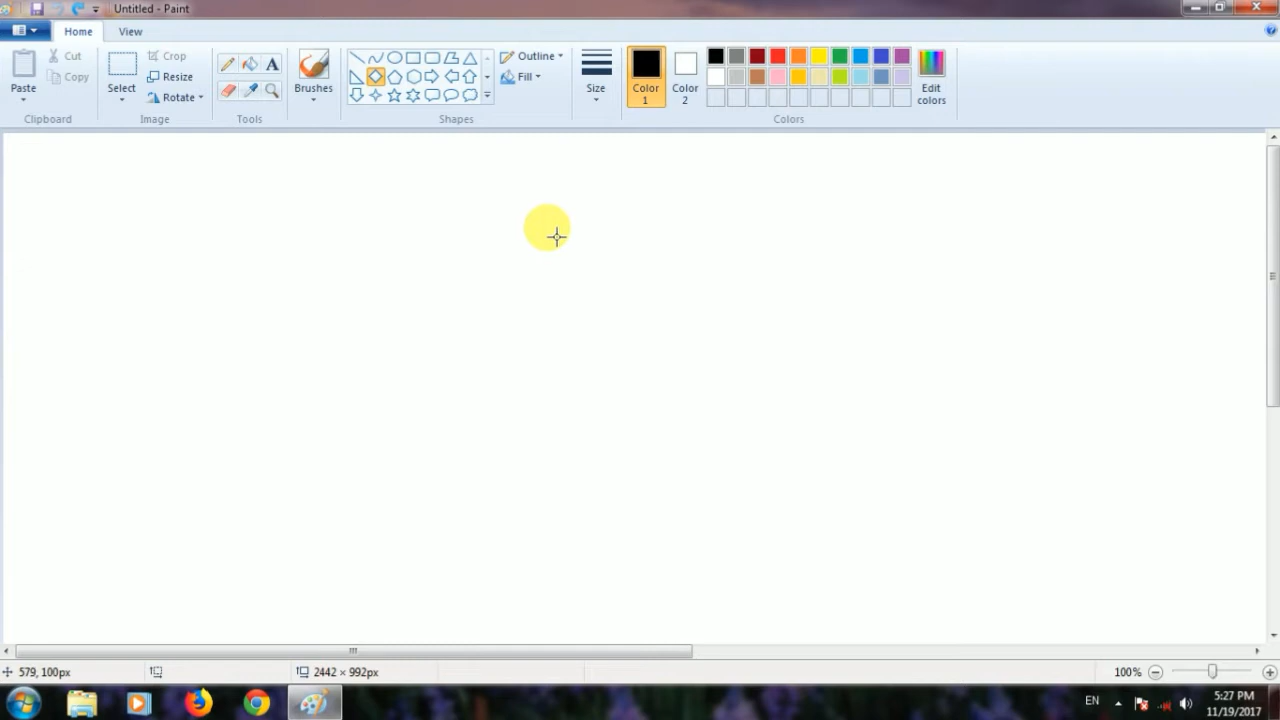 Untitled - Paint
Home View
Paste
Cut
Copy
Clipboard
Select
Crop
Resize
Rotate
Image
A
Tools
Brushes
Outline
Fill
Shapes
Size
Color 1
Color 2
Edit colors
Colors
579, 100px
2442 × 992px
100%
EN
5:27 PM
11/19/2017